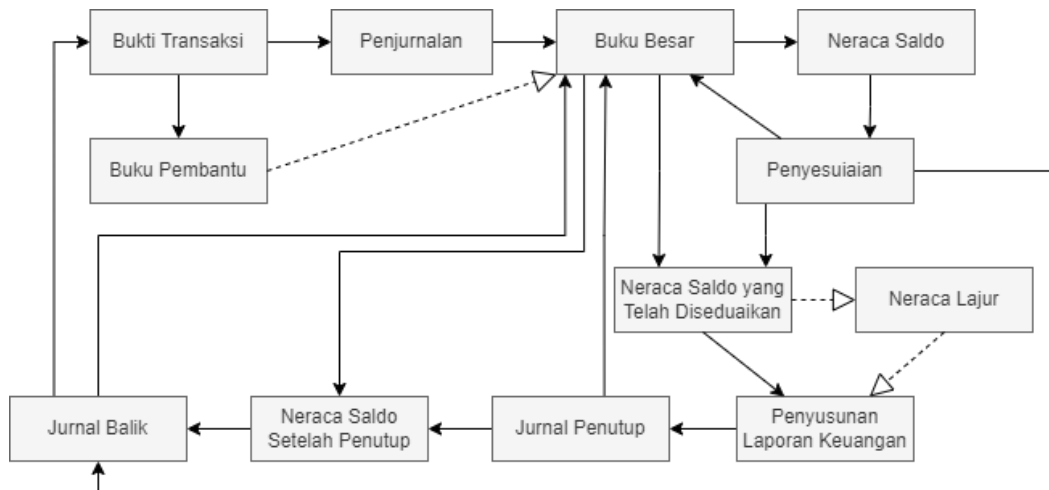 Bukti Transaksi
Penjurnalan
Buku Besar
Neraca Saldo
Buku Pembantu
Penyesuiaian
Neraca Saldo yang
Telah Diseduaikan
Neraca Lajur
Jurnal Balik
Neraca Saldo
Setelah Penutup
Jurnal Penutup
Penyusunan
Laporan Keuangan